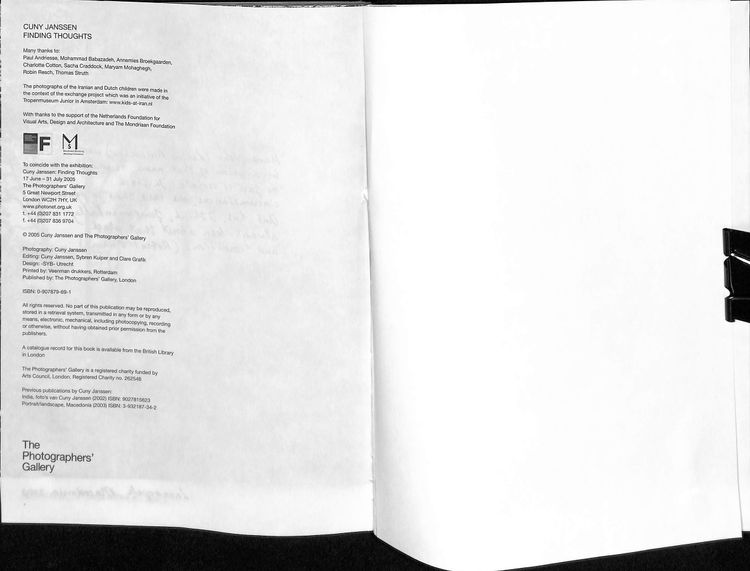 CUNY JANSSEN
FINDING THOUGHTS
Many thanks to:
Paul Andriesse, Mohammad Babazadeh, Annemies Broekgaarden,
Charlotte Cotton, Sacha Craddock, Maryam Mohaghegh,
Robin Resch, Thomas Struth
The photographs of the Iranian and Dutch children were made in
the context of the exchange project which was an initiative of the
Tropenmuseum Junior in Amsterdam: www.kids-at-iran.nl
With thanks to the support of the Netherlands Foundation for
Visual Arts, Design and Architecture and The Mondriaan Foundation
To coincide with the exhibition:
Cuny Janssen: Finding Thoughts
17 June – 31 July 2005
The Photographers' Gallery
5 Great Newport Street
London WC2H 7HY, UK
www.photonet.org.uk
t. +44 (0)207 831 1772
f. +44 (0)207 836 9704
© 2005 Cuny Janssen and The Photographers' Gallery
Photography: Cuny Janssen
Editing: Cuny Janssen, Sybren Kuiper and Clare Grafik
Design: -SYB- Utrecht
Printed by: Veenman drukkers, Rotterdam
Published by: The Photographers' Gallery, London
ISBN: 0-907879-69-1
All rights reserved. No part of this publication may be reproduced,
stored in a retrieval system, transmitted in any form or by any
means, electronic, mechanical, including photocopying, recording
or otherwise, without having obtained prior permission from the
publishers.
A catalogue record for this book is available from the British Library
in London
The Photographers' Gallery is a registered charity funded by
Arts Council, London; Registered Charity no. 262548
Previous publications by Cuny Janssen:
India, foto's van Cuny Janssen (2002) ISBN: 9027815623
Portrait/landscape, Macedonia (2003) ISBN: 3-932187-34-2
The
Photographers'
Gallery